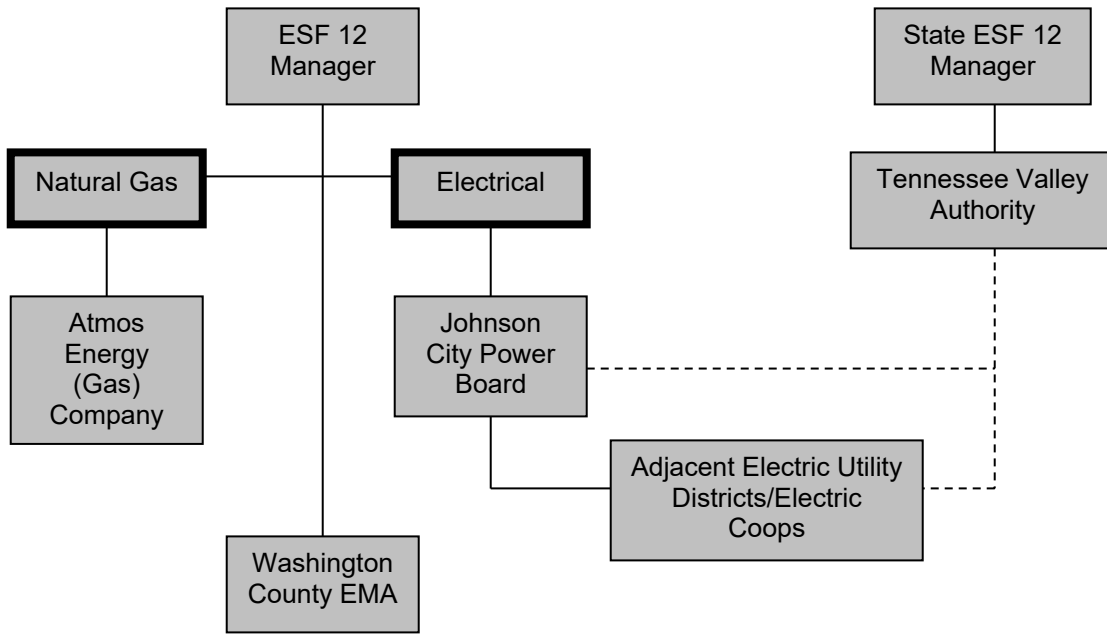 ESF 12
Manager
State ESF 12
Manager
Natural Gas
Electrical
Tennessee Valley
Authority
Atmos
Energy
(Gas)
Company
Johnson
City Power
Board
Adjacent Electric Utility
Districts/Electric
Coops
Washington
County EMA